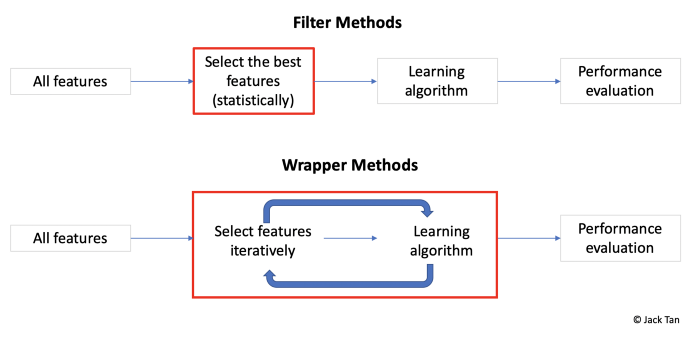 Filter Methods
All features
Select the best
features
(statistically)
Learning
algorithm
Performance
evaluation
Wrapper Methods
All features
Select features
iteratively
Learning
algorithm
Performance
evaluation
© Jack Tan